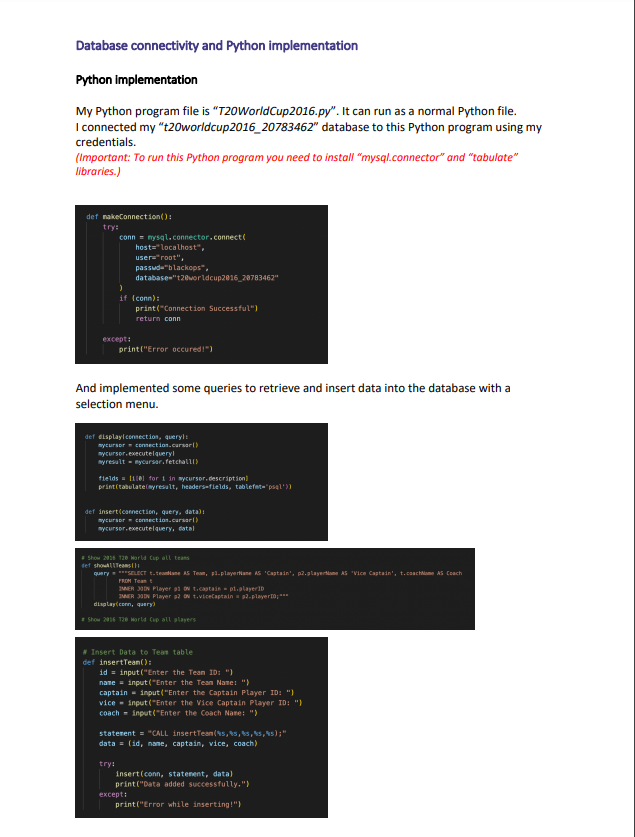 Database connectivity and Python implementation
Python implementation
My Python program file is “T20WorldCup2016.py”. It can run as a normal Python file.
I connected my “t20worldcup2016_20783462” database to this Python program using my
credentials.
(Important: To run this Python program you need to install “mysql.connector” and “tabulate”
libraries.)
def makeConnection():
try:
conn = mysql.connector.connect(
host="localhost",
user="root",
passwd="blackops",
database="t20worldcup2016_20783462"
)
if (conn):
print("Connection Successful")
return conn
except:
print("Error occured!")
And implemented some queries to retrieve and insert data into the database with a
selection menu.
def display(connection, query):
mycursor = connection.cursor()
mycursor.execute(query)
myresult = mycursor.fetchall()
fields = [i[0] for i in mycursor.description]
print(tabulate(myresult, headers=fields, tablefmt='psql'))
def insert(connection, query, data):
mycursor = connection.cursor()
mycursor.execute(query, data)
# Show 2016 T20 World Cup all teams
def showAllTeams():
query = """SELECT t.teamName AS Team, p1.playerName AS 'Captain', p2.playerName AS 'Vice Captain', t.coachName AS Coach
FROM Team t
INNER JOIN Player p1 ON t.captain = p1.playerID
INNER JOIN Player p2 ON t.viceCaptain = p2.playerID;"""
display(conn, query)
# Show 2016 T20 World Cup all players
# Insert Data to Team table
def insertTeam():
id = input("Enter the Team ID: ")
name = input("Enter the Team Name: ")
captain = input("Enter the Captain Player ID: ")
vice = input("Enter the Vice Captain Player ID: ")
coach = input("Enter the Coach Name: ")
statement = "CALL insertTeam(%s,%s,%s,%s,%s);"
data = (id, name, captain, vice, coach)
try:
insert(conn, statement, data)
print("Data added successfully.")
except:
print("Error while inserting!")